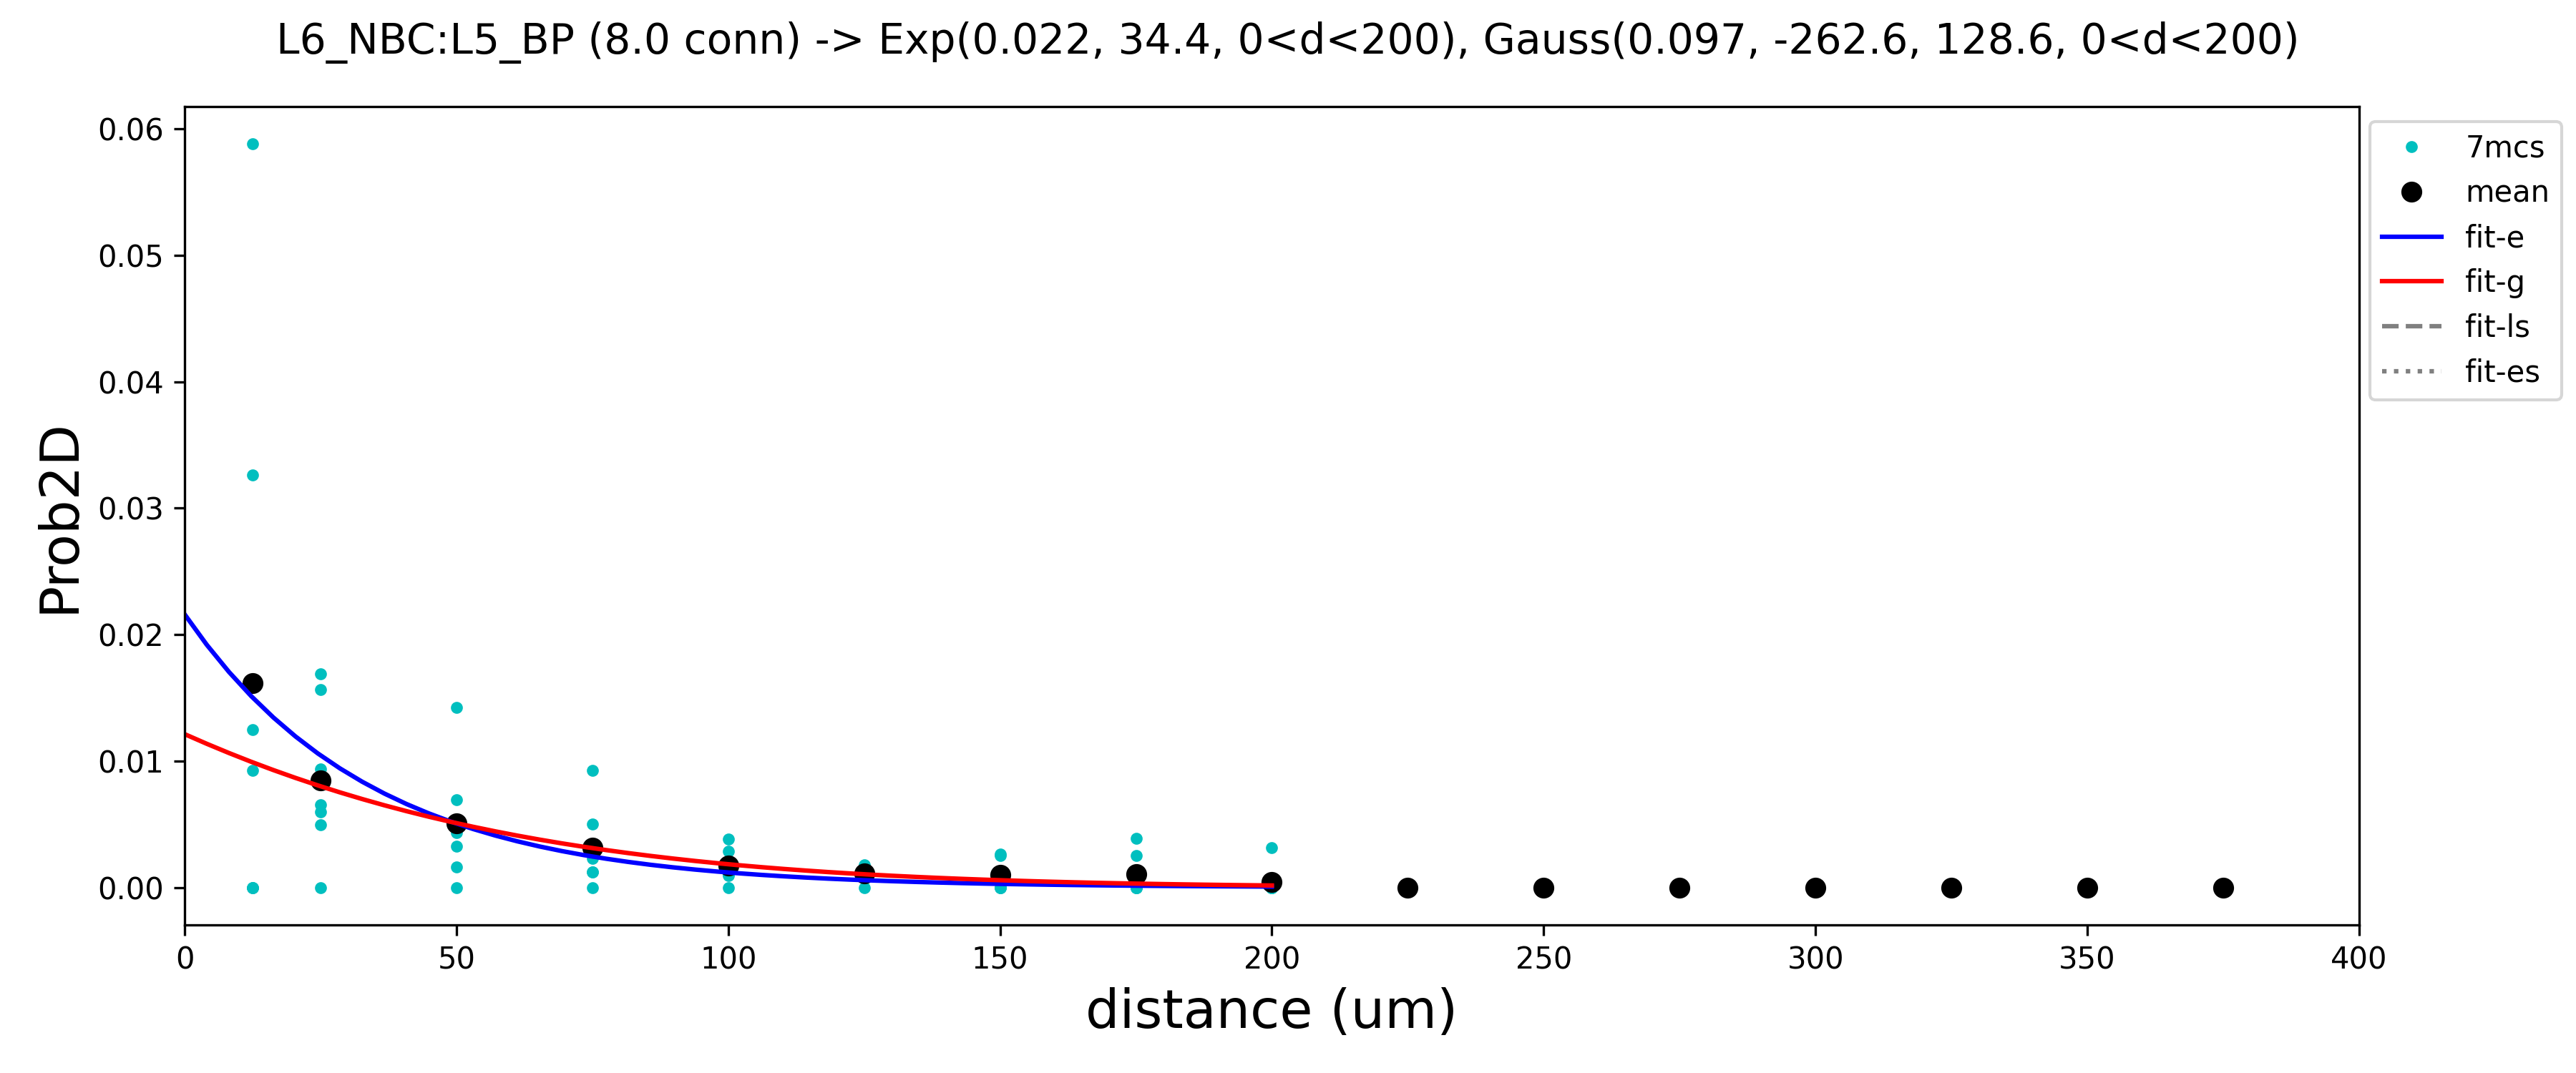 L6_NBC:L5_BP (8.0 conn) -> Exp(0.022, 34.4, 0<d<200), Gauss(0.097, -262.6, 128.6, 0<d<200)
0.06
0.05
0.04
0.03
0.02
0.01
0.00
Prob2D
0 50 100 150 200 250 300 350 400
distance (um)
7mcs
mean
fit-e
fit-g
fit-ls
fit-es